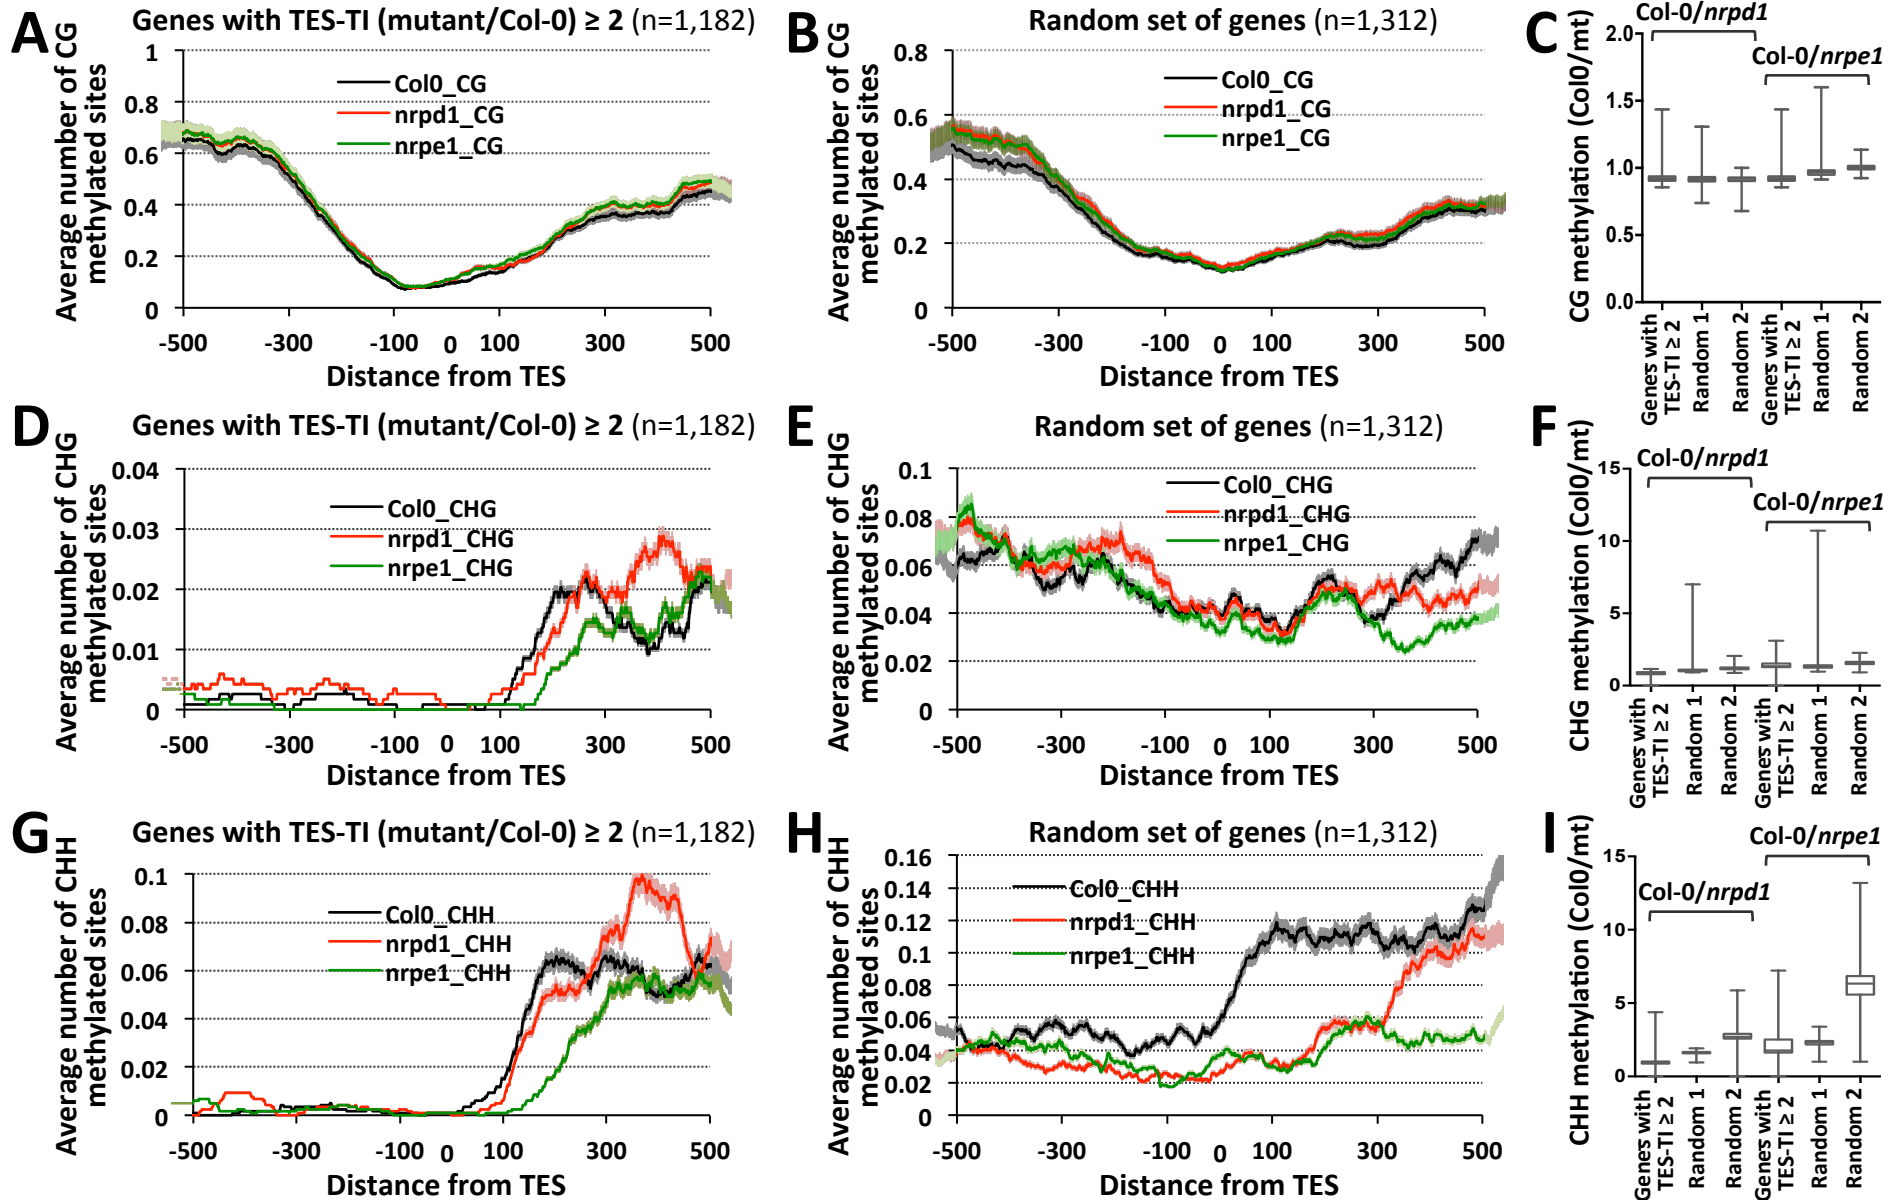 A
Genes with TES-TI (mutant/Col-0) ≥ 2 (n=1,182)
Average number of CG
methylated sites
1
0.8
0.6
0.4
0.2
0
Col0_CG
nrpd1_CG
nrpe1_CG
-500 -300 -100 0 100 300 500
Distance from TES
B
Random set of genes (n=1,312)
Average number of CG
methylated sites
0.8
0.6
0.4
0.2
0
Col0_CG
nrpd1_CG
nrpe1_CG
-500 -300 -100 0 100 300 500
Distance from TES
C
Col-0/nrpd1
Col-0/nrpe1
CG methylation (Col0/mt)
2.0
1.5
1.0
0.5
0.0
Genes with
TES-TI ≥ 2
Random 1
Random 2
Genes with
TES-TI ≥ 2
Random 1
Random 2
D
Genes with TES-TI (mutant/Col-0) ≥ 2 (n=1,182)
Average number of CHG
methylated sites
0.04
0.03
0.02
0.01
0
Col0_CHG
nrpd1_CHG
nrpe1_CHG
-500 -300 -100 0 100 300 500
Distance from TES
E
Random set of genes (n=1,312)
Average number of CHG
methylated sites
0.1
0.08
0.06
0.04
0.02
0
Col0_CHG
nrpd1_CHG
nrpe1_CHG
-500 -300 -100 0 100 300 500
Distance from TES
F
Col-0/nrpd1
Col-0/nrpe1
CHG methylation (Col0/mt)
15
10
5
0
Genes with
TES-TI ≥ 2
Random 1
Random 2
Genes with
TES-TI ≥ 2
Random 1
Random 2
G
Genes with TES-TI (mutant/Col-0) ≥ 2 (n=1,182)
Average number of CHH
methylated sites
0.1
0.08
0.06
0.04
0.02
0
Col0_CHH
nrpd1_CHH
nrpe1_CHH
-500 -300 -100 0 100 300 500
Distance from TES
H
Random set of genes (n=1,312)
Average number of CHH
methylated sites
0.16
0.14
0.12
0.1
0.08
0.06
0.04
0.02
0
Col0_CHH
nrpd1_CHH
nrpe1_CHH
-500 -300 -100 0 100 300 500
Distance from TES
I
Col-0/nrpe1
Col-0/nrpd1
CHH methylation (Col0/mt)
15
10
5
0
Genes with
TES-TI ≥ 2
Random 1
Random 2
Genes with
TES-TI ≥ 2
Random 1
Random 2